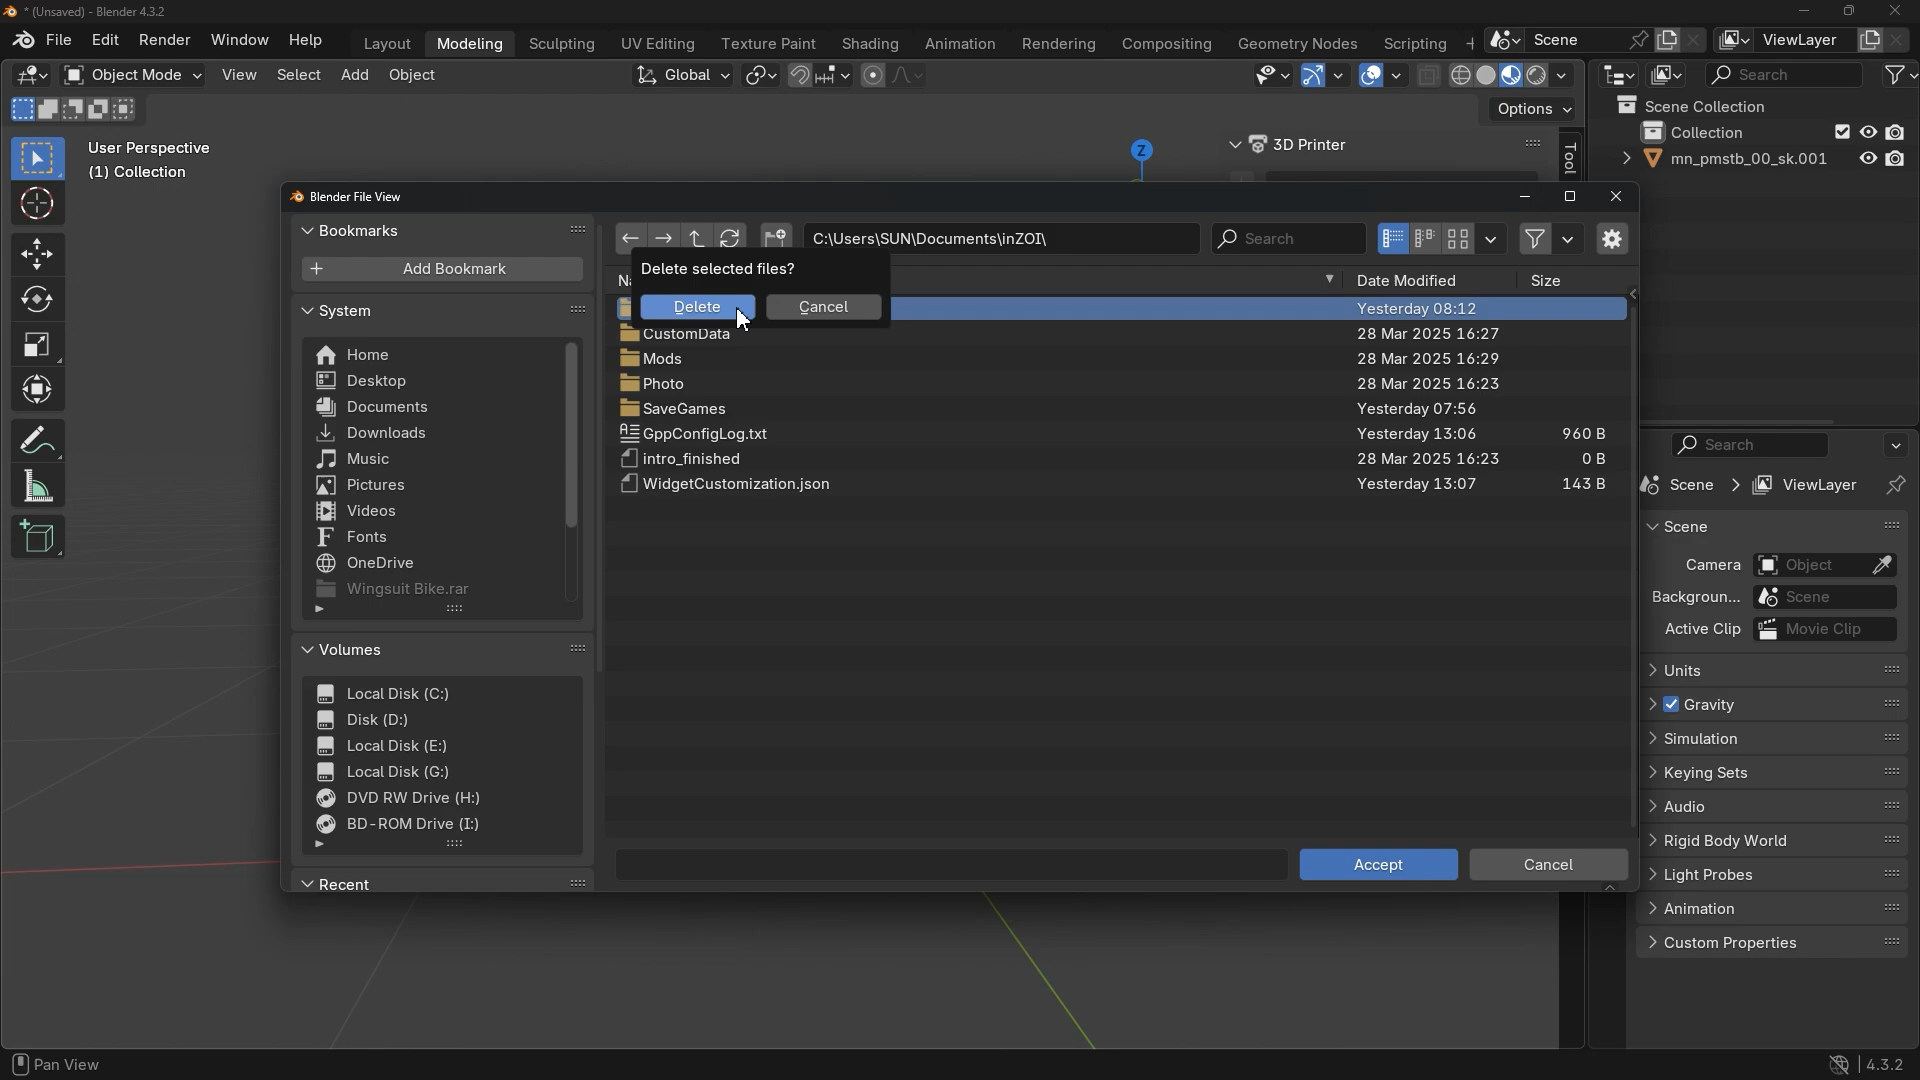 * (Unsaved) - Blender 4.3.2
File Edit Render Window Help Layout Modeling Sculpting UV Editing Texture Paint Shading Animation Rendering Compositing Geometry Nodes Scripting + Scene ViewLayer
Object Mode View Select Add Object Global Search
Options
Scene Collection
Collection
mn_pmstb_00_sk.001
User Perspective
(1) Collection
Z
3D Printer
Tool
Blender File View
Bookmarks
Add Bookmark
System
Home
Desktop
Documents
Downloads
Music
Pictures
Videos
Fonts
OneDrive
Wingsuit Bike.rar
Volumes
Local Disk (C:)
Disk (D:)
Local Disk (E:)
Local Disk (G:)
DVD RW Drive (H:)
BD-ROM Drive (I:)
Recent
C:\Users\SUN\Documents\inZOI\ Search
Delete selected files?
Delete Cancel
Date Modified Size
Yesterday 08:12
CustomData 28 Mar 2025 16:27
Mods 28 Mar 2025 16:29
Photo 28 Mar 2025 16:23
SaveGames Yesterday 07:56
GppConfigLog.txt Yesterday 13:06 960 B
intro_finished 28 Mar 2025 16:23 0 B
WidgetCustomization.json Yesterday 13:07 143 B
Accept Cancel
Search
Scene > ViewLayer
Scene
Camera Object
Backgroun... Scene
Active Clip Movie Clip
Units
Gravity
Simulation
Keying Sets
Audio
Rigid Body World
Light Probes
Animation
Custom Properties
Pan View
4.3.2